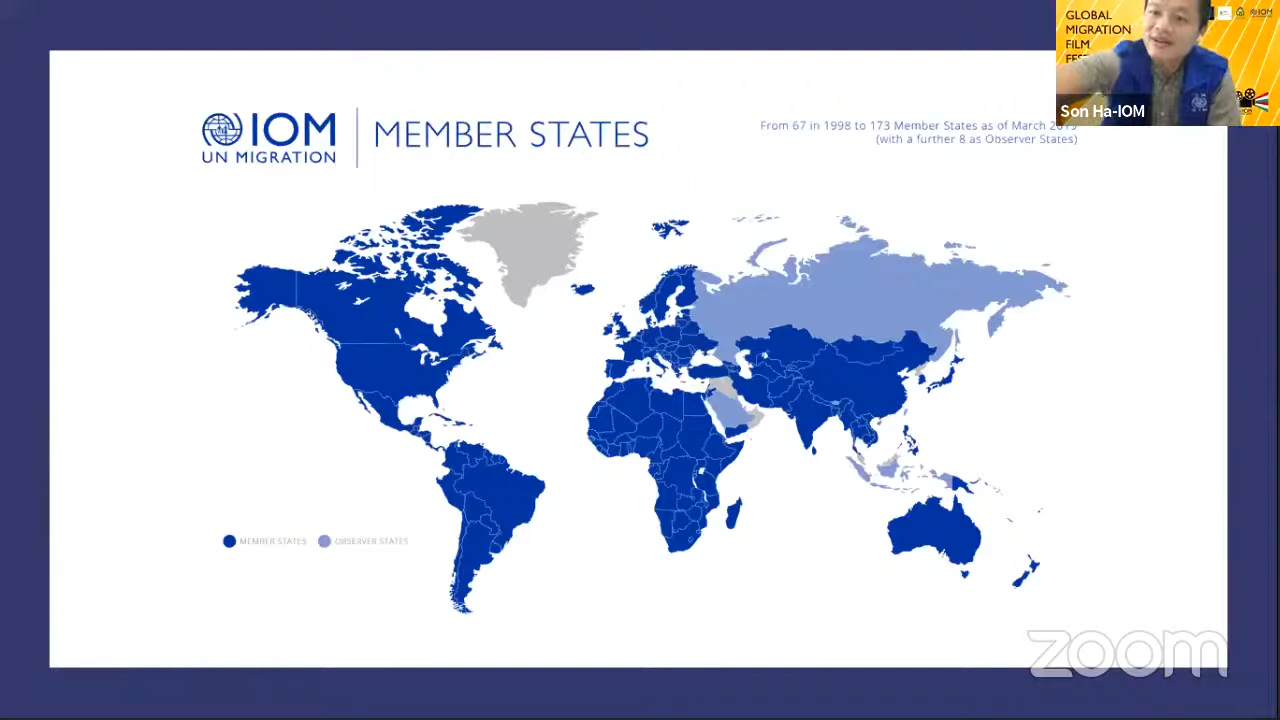 GLOBAL
MIGRATION
FILM
IOM
Son Ha-IOM
IOM
UN MIGRATION
MEMBER STATES
From 67 in 1998 to 173 Member States as of March
(with a further 8 as Observer States)
MEMBER STATES
OBSERVER STATES
zoom